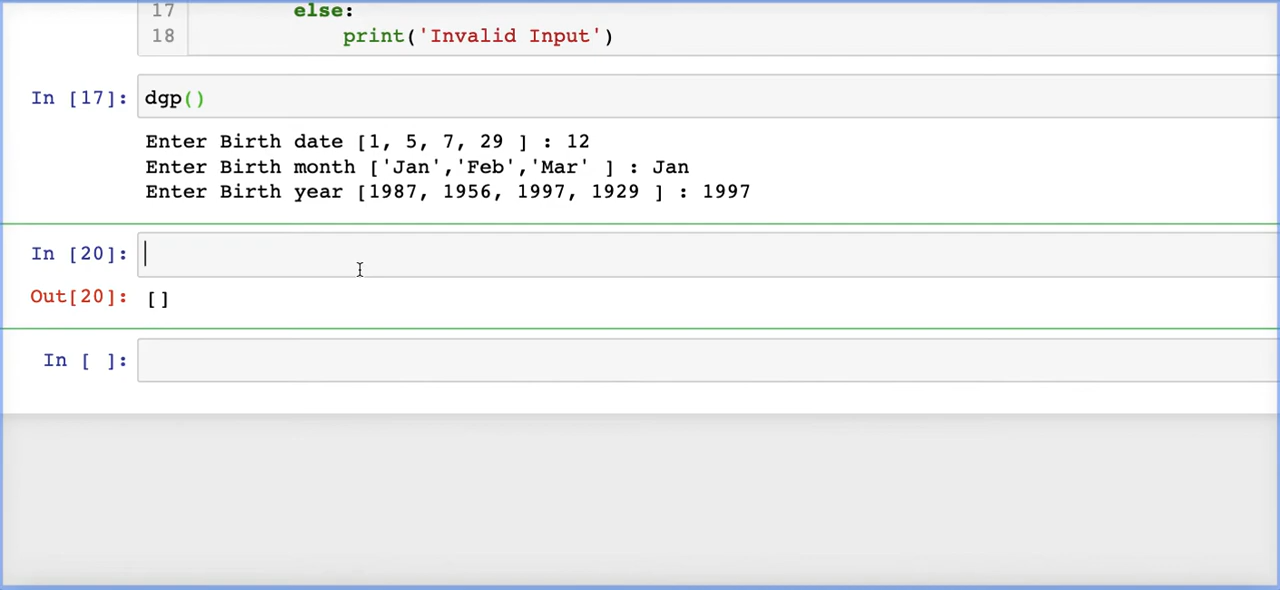 17 else:
18 print('Invalid Input')
In [17]: dgp()
Enter Birth date [1, 5, 7, 29 ] : 12
Enter Birth month ['Jan','Feb','Mar' ] : Jan
Enter Birth year [1987, 1956, 1997, 1929 ] : 1997
In [20]:
Out[20]: []
In [ ]: